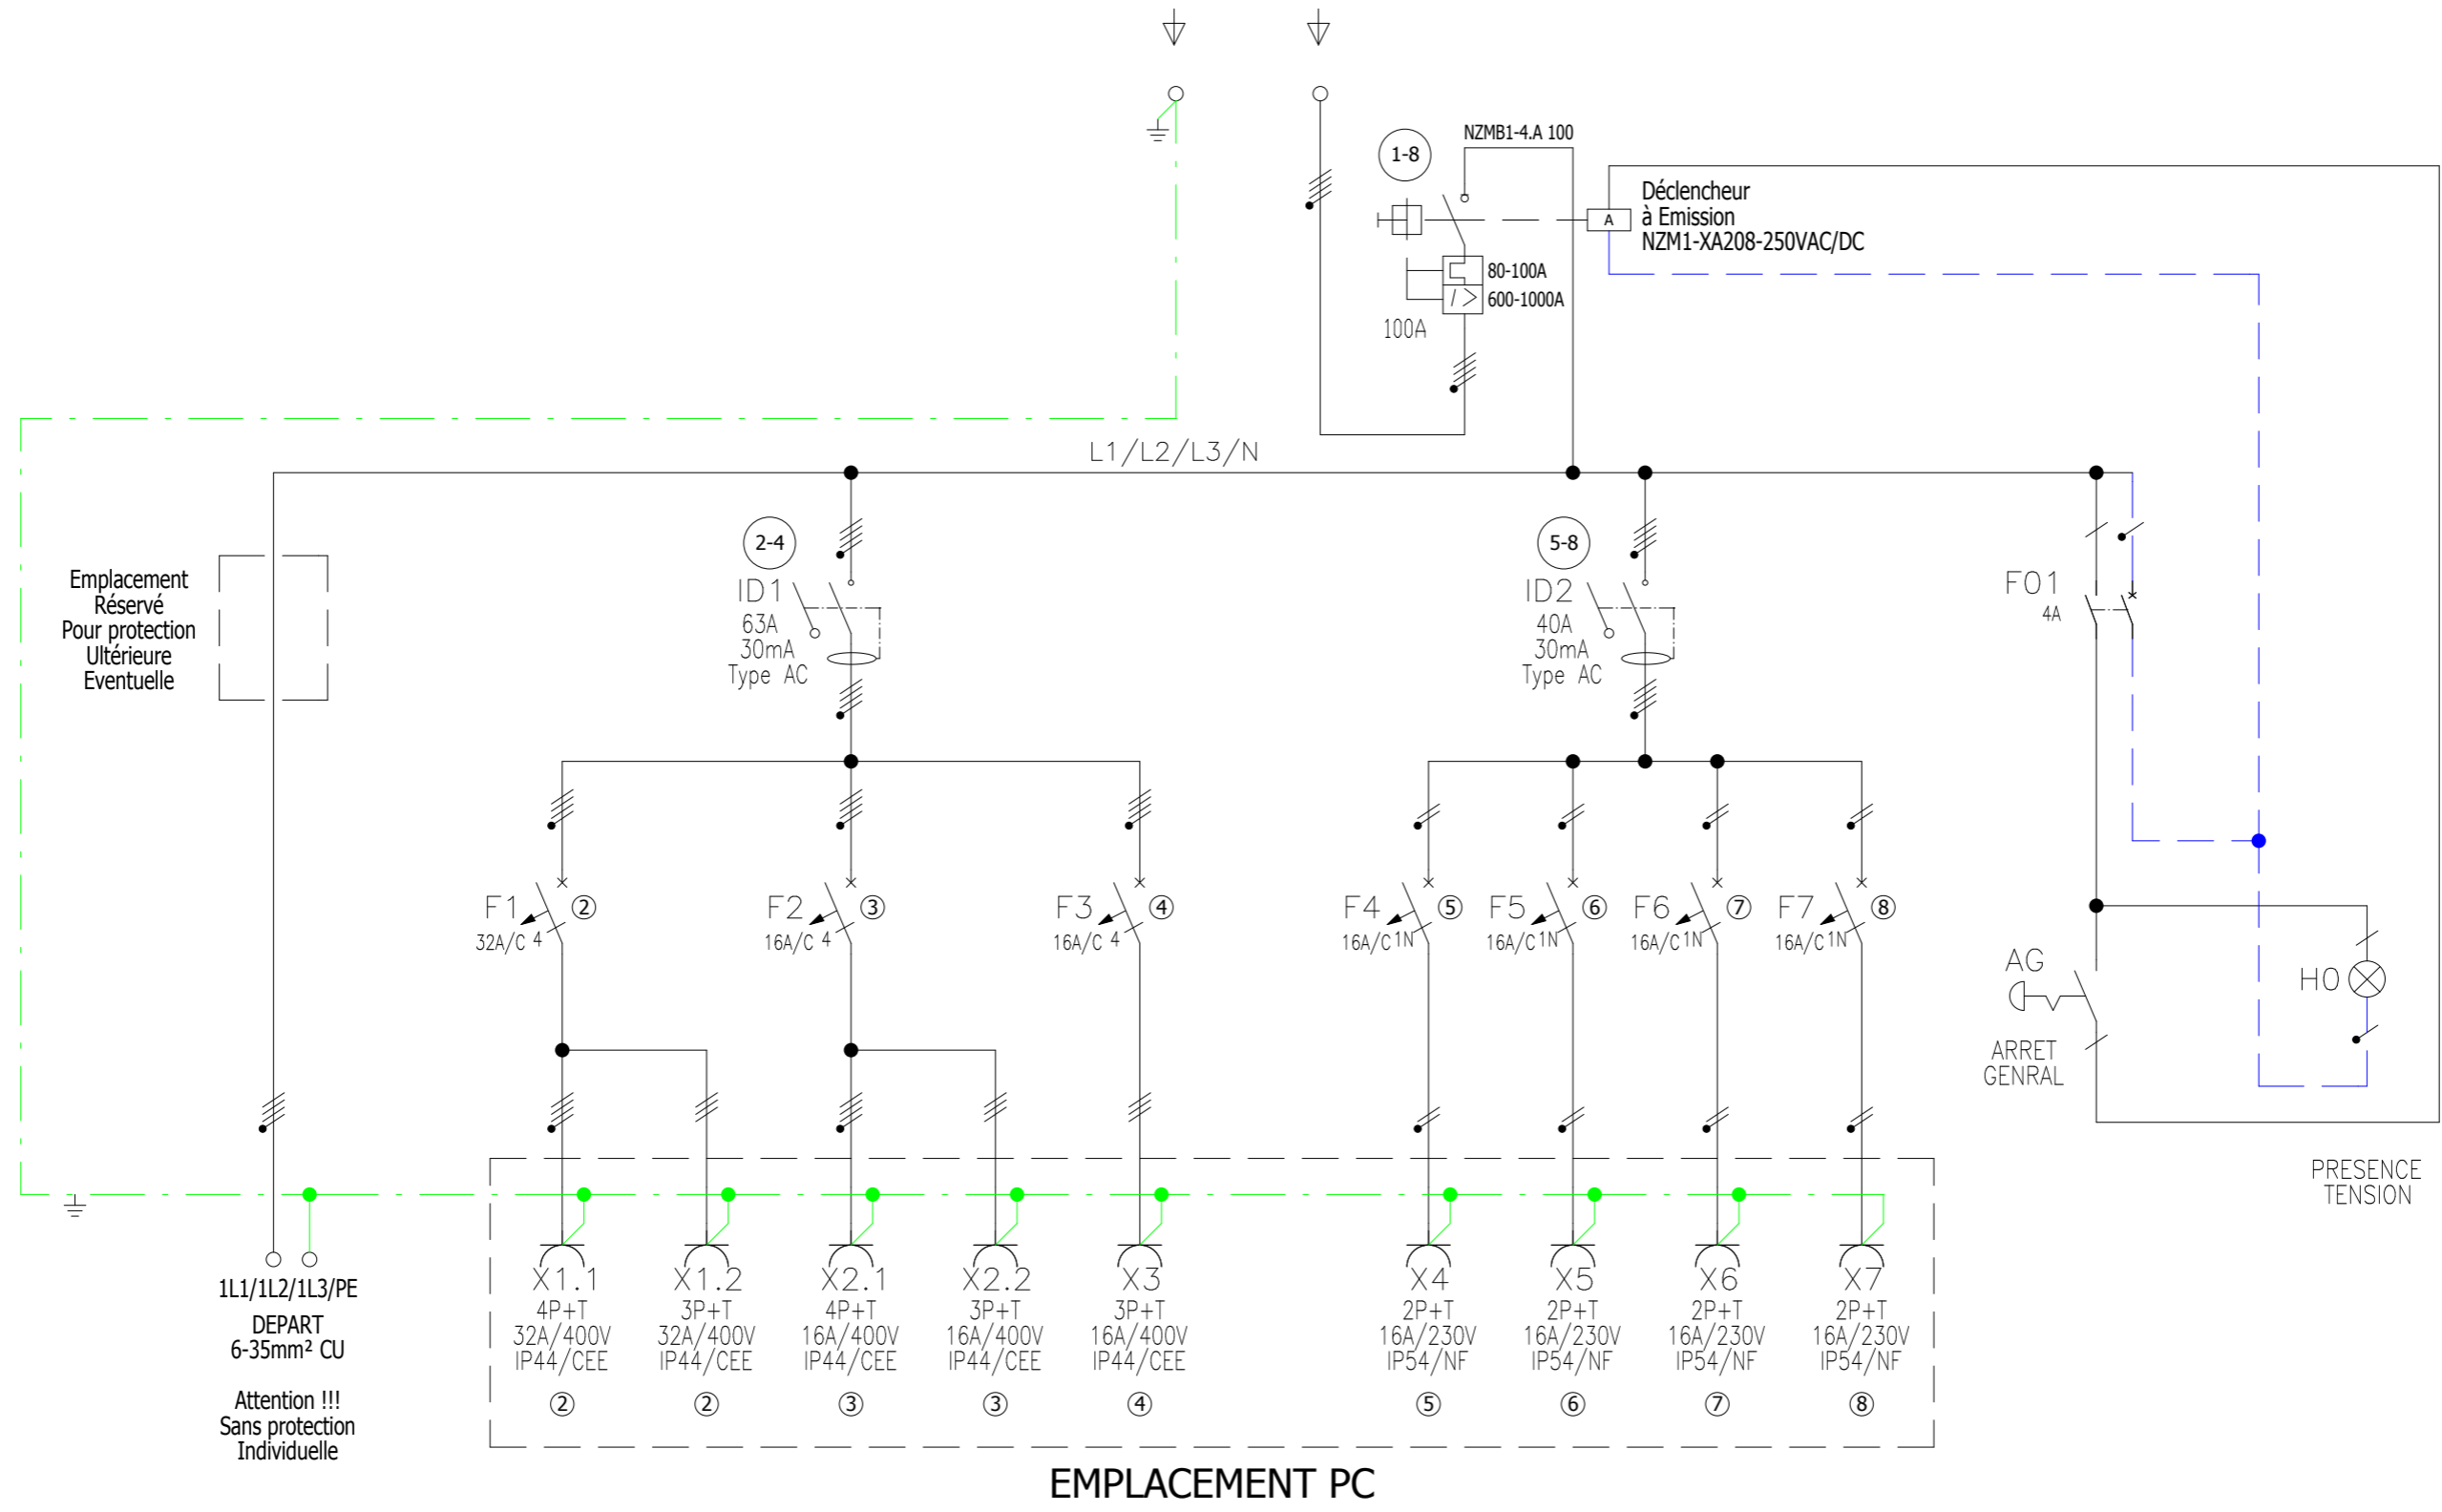 NZMB1-4.A 100
1-8
Déclencheur
à Emission
NZM1-XA208-250VAC/DC
A
80-100A
600-1000A
100A
L1/L2/L3/N
Emplacement
Réservé
Pour protection
Ultérieure
Eventuelle
2-4
ID1
63A
30mA
Type AC
5-8
ID2
40A
30mA
Type AC
FO1
4A
F1
②
32A/C 4
F2
③
16A/C 4
F3
④
16A/C 4
F4
⑤
16A/C 1N
F5
⑥
16A/C 1N
F6
⑦
16A/C 1N
F7
⑧
16A/C 1N
AG
ARRET
GENRAL
HO
PRESENCE
TENSION
1L1/1L2/1L3/PE
DEPART
6-35mm² CU
Attention !!!
Sans protection
Individuelle
X1.1
4P+T
32A/400V
IP44/CEE
②
X1.2
3P+T
32A/400V
IP44/CEE
②
X2.1
4P+T
16A/400V
IP44/CEE
③
X2.2
3P+T
16A/400V
IP44/CEE
③
X3
3P+T
16A/400V
IP44/CEE
④
X4
2P+T
16A/230V
IP54/NF
⑤
X5
2P+T
16A/230V
IP54/NF
⑥
X6
2P+T
16A/230V
IP54/NF
⑦
X7
2P+T
16A/230V
IP54/NF
⑧
EMPLACEMENT PC